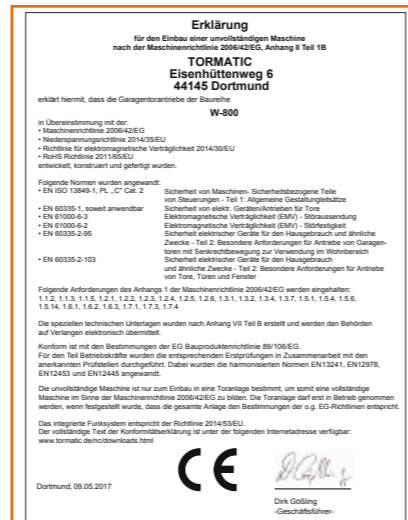 Erklärung
für den Einbau einer unvollständigen Maschine
nach der Maschinenrichtlinie 2006/42/EG, Anhang II Teil 1B
TORMATIC
Eisenhüttenweg 6
44145 Dortmund
erklärt hiermit, dass die Garagentorantriebe der Baureihe
W-800
in Übereinstimmung mit der:
• Maschinenrichtlinie 2006/42/EG
• Niederspannungsrichtlinie 2014/35/EU
• Richtlinie für elektromagnetische Verträglichkeit 2014/30/EU
• RoHS Richtlinie 2011/65/EU
entwickelt, konstruiert und gefertigt wurden.
Folgende Normen wurden angewandt:
• EN ISO 13849-1, PL „C" Cat. 2 Sicherheit von Maschinen- Sicherheitsbezogene Teile
von Steuerungen - Teil 1: Allgemeine Gestaltungleitsätze
• EN 60335-1, soweit anwendbar Sicherheit von elektr. Geräten/Antrieben für Tore
• EN 61000-6-3 Elektromagnetische Verträglichkeit (EMV) - Störaussendung
• EN 61000-6-2 Elektromagnetische Verträglichkeit (EMV) - Störfestigkeit
• EN 60335-2-95 Sicherheit elektrischer Geräte für den Hausgebrauch und ähnliche
Zwecke - Teil 2: Besondere Anforderungen für Antriebe von Garagen-
toren mit Senkrechtbewegung zur Verwendung im Wohnbereich
• EN 60335-2-103 Sicherheit elektrischer Geräte für den Hausgebrauch
und ähnliche Zwecke - Teil 2: Besondere Anforderungen für Antriebe
von Tore, Türen und Fenster
Folgende Anforderungen des Anhangs 1 der Maschinenrichtlinie 2006/42/EG werden eingehalten:
1.1.2, 1.1.3, 1.1.5, 1.2.1, 1.2.2, 1.2.3, 1.2.4, 1.2.5, 1.2.6, 1.3.1, 1.3.2, 1.3.4, 1.3.7, 1.5.1, 1.5.4, 1.5.6,
1.5.14, 1.6.1, 1.6.2, 1.6.3, 1.7.1, 1.7.3, 1.7.4
Die speziellen technischen Unterlagen wurden nach Anhang VII Teil B erstellt und werden den Behörden
auf Verlangen elektronisch übermittelt.
Konform ist mit den Bestimmungen der EG Bauproduktenrichtlinie 89/106/EG.
Für den Teil Betriebskräfte wurden die entsprechenden Erstprüfungen in Zusammenarbeit mit den
anerkannten Prüfstellen durchgeführt. Dabei wurden die harmonisierten Normen EN13241, EN12978,
EN12453 und EN12445 angewandt.
Die unvollständige Maschine ist nur zum Einbau in eine Toranlage bestimmt, um somit eine vollständige
Maschine im Sinne der Maschinenrichtlinie 2006/42/EG zu bilden. Die Toranlage darf erst in Betrieb genommen
werden, wenn festgestellt wurde, dass die gesamte Anlage den Bestimmungen der o.g. EG-Richtlinien entspricht.
Das integrierte Funksystem entspricht der Richtlinie 2014/53/EU.
Der vollständige Text der Konformitätserklärung ist unter der folgenden Internetadresse verfügbar:
www.tormatic.de/nc/downloads.html
CE
Dortmund, 09.05.2017
Dirk Gößling
-Geschäftsführer-